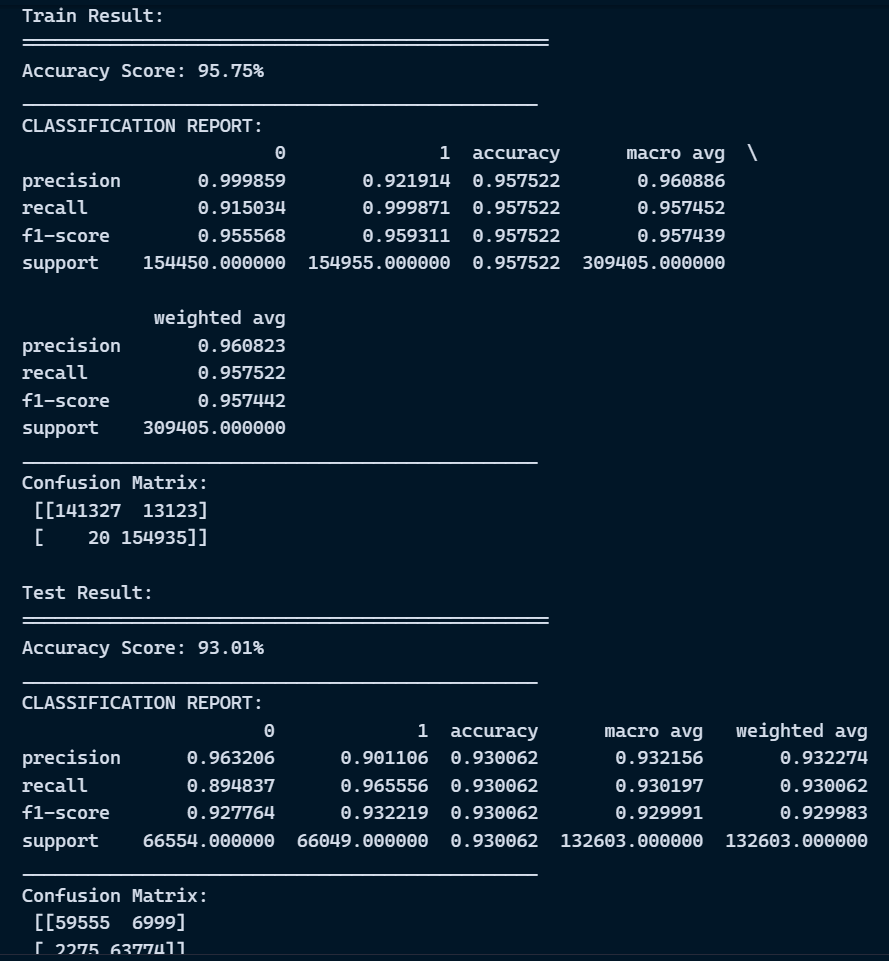 Train Result:
================================================
Accuracy Score: 95.75%
_______________________________________________
CLASSIFICATION REPORT:
                       0              1  accuracy      macro avg  \
precision       0.999859       0.921914  0.957522       0.960886
recall          0.915034       0.999871  0.957522       0.957452
f1-score        0.955568       0.959311  0.957522       0.957439
support    154450.000000  154955.000000  0.957522  309405.000000

            weighted avg
precision       0.960823
recall          0.957522
f1-score        0.957442
support    309405.000000
_______________________________________________
Confusion Matrix:
 [[141327  13123]
 [    20 154935]]

Test Result:
================================================
Accuracy Score: 93.01%
_______________________________________________
CLASSIFICATION REPORT:
                      0             1  accuracy      macro avg   weighted avg
precision      0.963206      0.901106  0.930062       0.932156       0.932274
recall         0.894837      0.965556  0.930062       0.930197       0.930062
f1-score       0.927764      0.932219  0.930062       0.929991       0.929983
support    66554.000000  66049.000000  0.930062  132603.000000  132603.000000
_______________________________________________
Confusion Matrix:
 [[59555  6999]
 [ 2275 63774]]